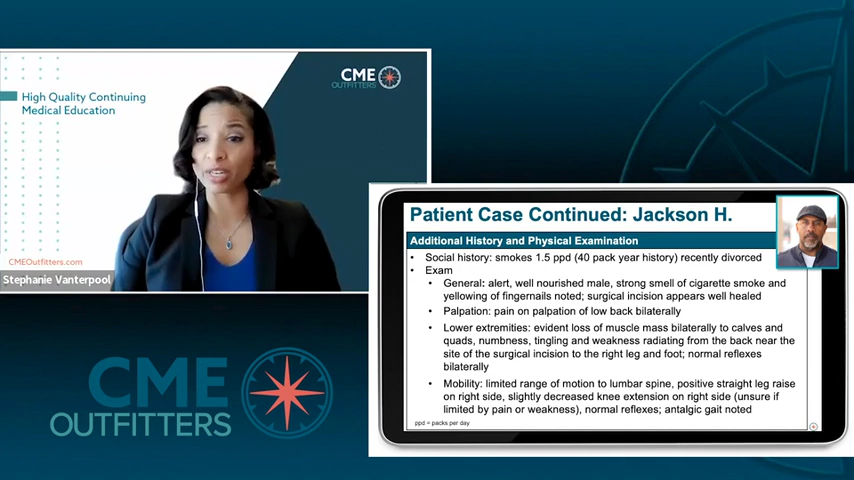 High Quality Continuing
Medical Education
CME
OUTFITTERS
CMEOutfitters.com
Stephanie Vanterpool
CME
OUTFITTERS
Patient Case Continued: Jackson H.
Additional History and Physical Examination
• Social history: smokes 1.5 ppd (40 pack year history) recently divorced
• Exam
• General: alert, well nourished male, strong smell of cigarette smoke and
yellowing of fingernails noted; surgical incision appears well healed
• Palpation: pain on palpation of low back bilaterally
• Lower extremities: evident loss of muscle mass bilaterally to calves and
quads, numbness, tingling and weakness radiating from the back near the
site of the surgical incision to the right leg and foot; normal reflexes
bilaterally
• Mobility: limited range of motion to lumbar spine, positive straight leg raise
on right side, slightly decreased knee extension on right side (unsure if
limited by pain or weakness), normal reflexes; antalgic gait noted
ppd = packs per day